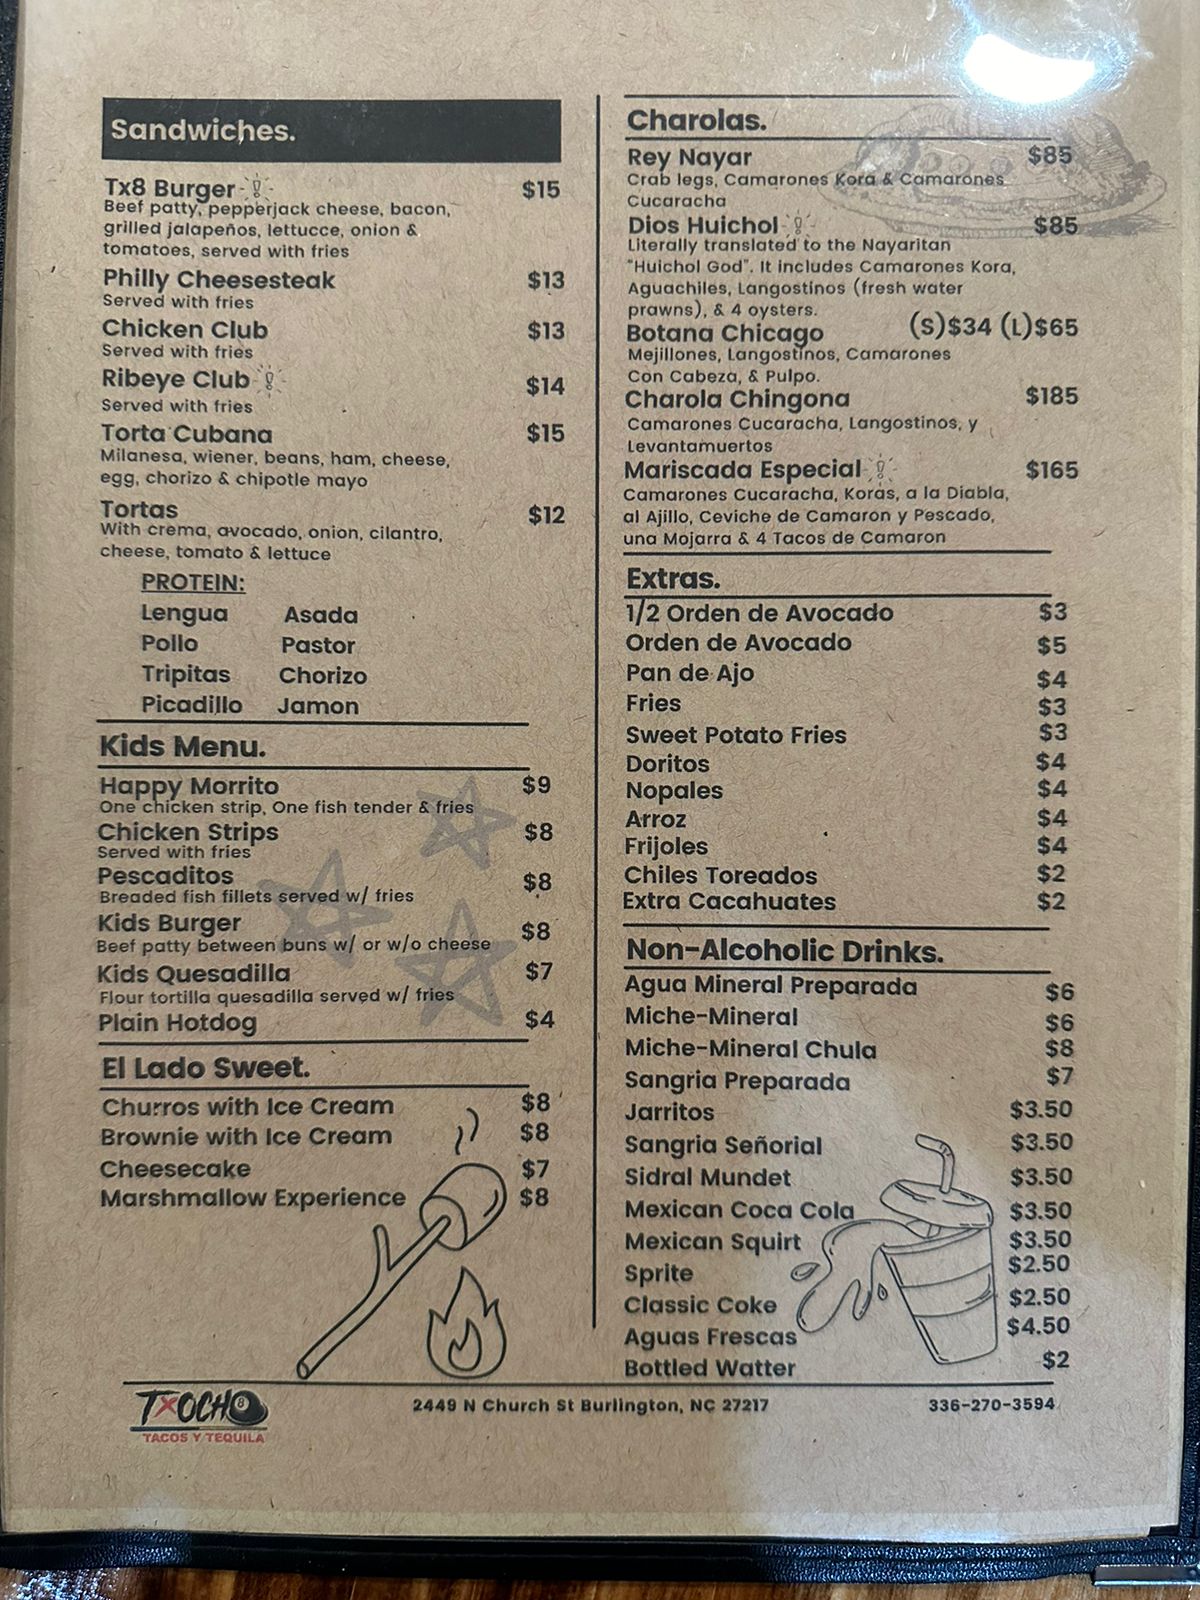 Sandwiches.
Tx8 Burger $15
Beef patty, pepperjack cheese, bacon,
grilled jalapeños, lettucce, onion &
tomatoes, served with fries
Philly Cheesesteak $13
Served with fries
Chicken Club $13
Served with fries
Ribeye Club $14
Served with fries
Torta Cubana $15
Milanesa, wiener, beans, ham, cheese,
egg, chorizo & chipotle mayo
Tortas $12
With crema, avocado, onion, cilantro,
cheese, tomato & lettuce
PROTEIN:
Lengua Asada
Pollo Pastor
Tripitas Chorizo
Picadillo Jamon
Kids Menu.
Happy Morrito $9
One chicken strip, One fish tender & fries
Chicken Strips $8
Served with fries
Pescaditos $8
Breaded fish fillets served w/ fries
Kids Burger $8
Beef patty between buns w/ or w/o cheese
Kids Quesadilla $7
Flour tortilla quesadilla served w/ fries
Plain Hotdog $4
El Lado Sweet.
Churros with Ice Cream $8
Brownie with Ice Cream $8
Cheesecake $7
Marshmallow Experience $8
Charolas.
Rey Nayar $85
Crab legs, Camarones Kora & Camarones
Cucaracha
Dios Huichol $85
Literally translated to the Nayaritan
"Huichol God". It includes Camarones Kora,
Aguachiles, Langostinos (fresh water
prawns), & 4 oysters.
Botana Chicago (S)$34 (L)$65
Mejillones, Langostinos, Camarones
Con Cabeza, & Pulpo.
Charola Chingona $185
Camarones Cucaracha, Langostinos, y
Levantamuertos
Mariscada Especial $165
Camarones Cucaracha, Koras, a la Diabla,
al Ajillo, Ceviche de Camaron y Pescado,
una Mojarra & 4 Tacos de Camaron
Extras.
1/2 Orden de Avocado $3
Orden de Avocado $5
Pan de Ajo $4
Fries $3
Sweet Potato Fries $3
Doritos $4
Nopales $4
Arroz $4
Frijoles $4
Chiles Toreados $2
Extra Cacahuates $2
Non-Alcoholic Drinks.
Agua Mineral Preparada $6
Miche-Mineral $6
Miche-Mineral Chula $8
Sangria Preparada $7
Jarritos $3.50
Sangria Señorial $3.50
Sidral Mundet $3.50
Mexican Coca Cola $3.50
Mexican Squirt $3.50
Sprite $2.50
Classic Coke $2.50
Aguas Frescas $4.50
Bottled Watter $2
TXOCHO 8
TACOS Y TEQUILA
2449 N Church St Burlington, NC 27217
336-270-3594